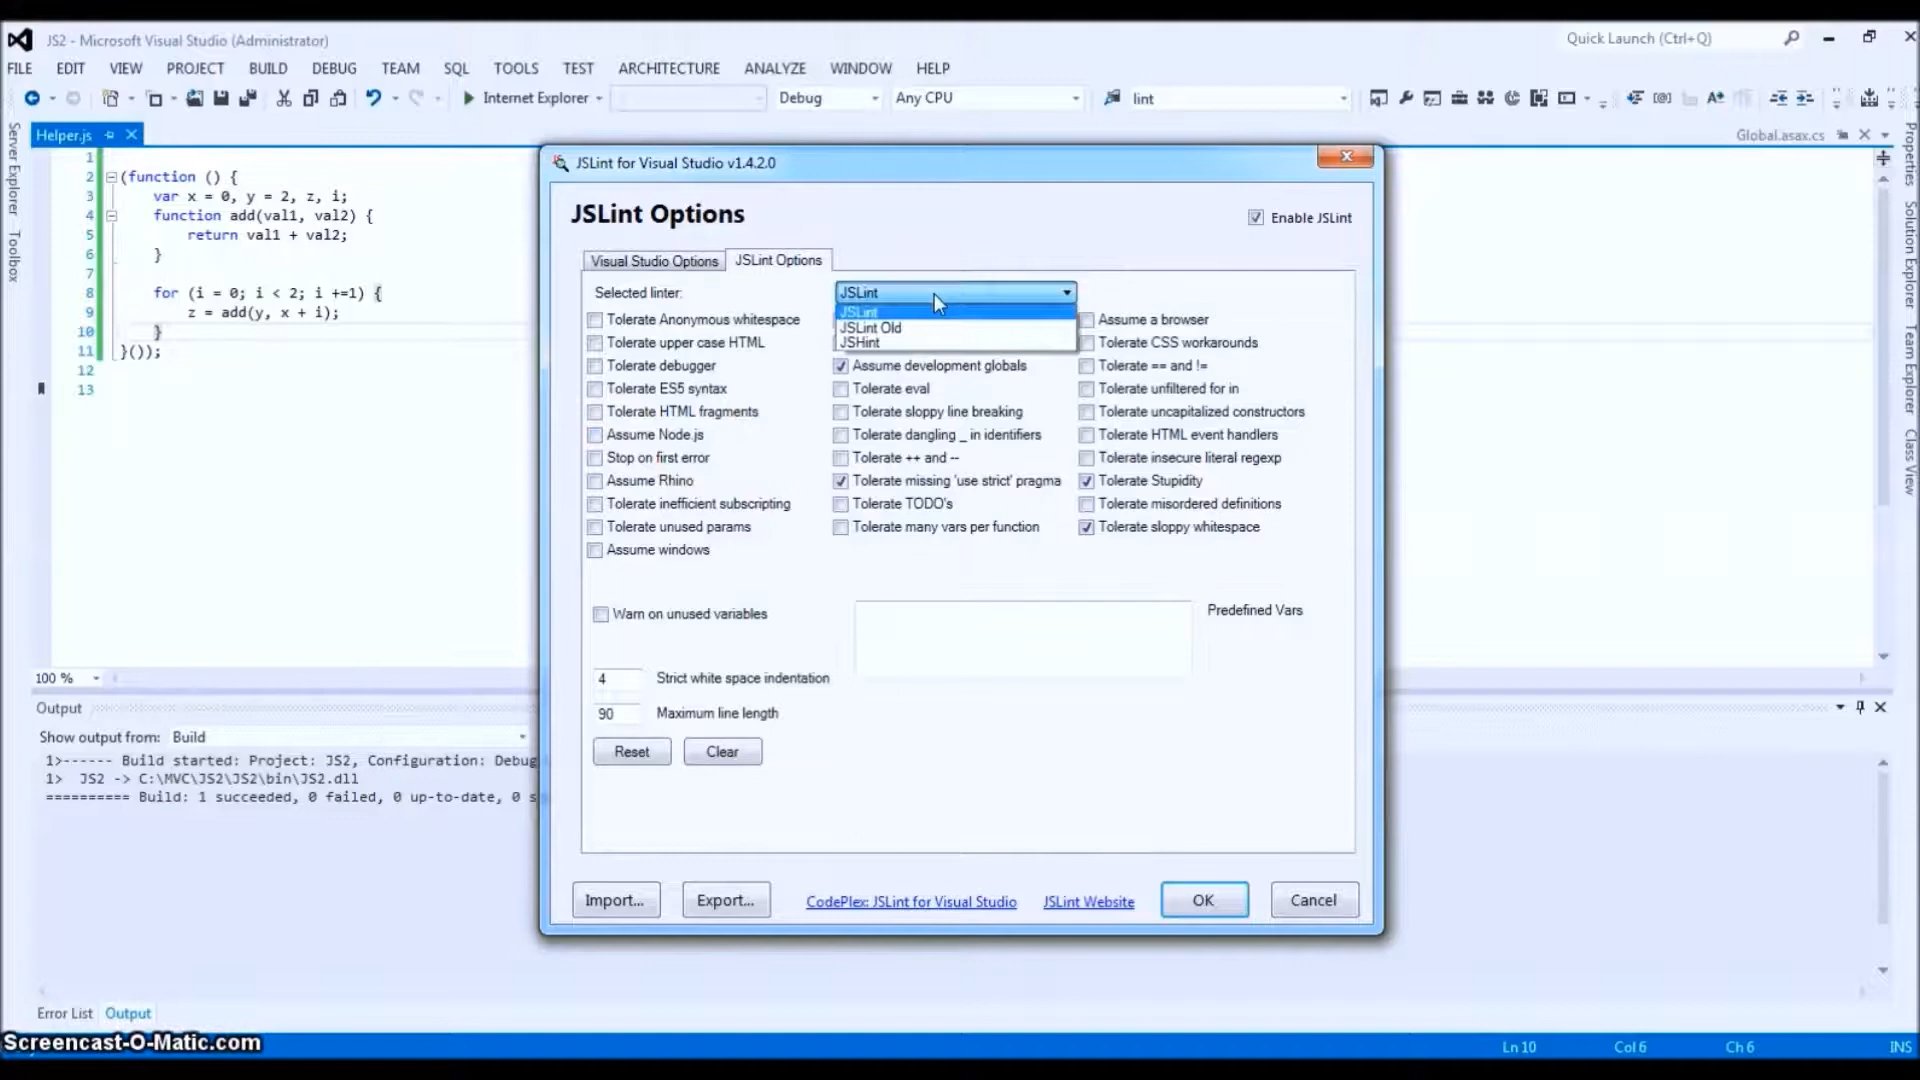 JS2 - Microsoft Visual Studio (Administrator)
Quick Launch (Ctrl+Q)
FILE EDIT VIEW PROJECT BUILD DEBUG TEAM SQL TOOLS TEST ARCHITECTURE ANALYZE WINDOW HELP
Internet Explorer Debug Any CPU lint
Helper.js
Global.asax.cs
Server Explorer
Toolbox
Properties
Solution Explorer
Team Explorer
Class View
1
2 (function () {
3 var x = 0, y = 2, z, i;
4 function add(val1, val2) {
5 return val1 + val2;
6 }
7
8 for (i = 0; i < 2; i +=1) {
9 z = add(y, x + i);
10 }
11 }());
12
13
100 %
JSLint for Visual Studio v1.4.2.0
JSLint Options
Enable JSLint
Visual Studio Options JSLint Options
Selected linter: JSLint
JSLint
JSLint Old
JSHint
Tolerate Anonymous whitespace Assume a browser
Tolerate upper case HTML Tolerate CSS workarounds
Tolerate debugger Assume development globals Tolerate == and !=
Tolerate ES5 syntax Tolerate eval Tolerate unfiltered for in
Tolerate HTML fragments Tolerate sloppy line breaking Tolerate uncapitalized constructors
Assume Node.js Tolerate dangling _ in identifiers Tolerate HTML event handlers
Stop on first error Tolerate ++ and -- Tolerate insecure literal regexp
Assume Rhino Tolerate missing 'use strict' pragma Tolerate Stupidity
Tolerate inefficient subscripting Tolerate TODO's Tolerate misordered definitions
Tolerate unused params Tolerate many vars per function Tolerate sloppy whitespace
Assume windows
Warn on unused variables Predefined Vars
4 Strict white space indentation
90 Maximum line length
Reset Clear
Import... Export... CodePlex: JSLint for Visual Studio JSLint Website OK Cancel
Output
Show output from: Build
1>------ Build started: Project: JS2, Configuration: Debug
1> JS2 -> C:\MVC\JS2\JS2\bin\JS2.dll
========== Build: 1 succeeded, 0 failed, 0 up-to-date, 0 s
Error List Output
Screencast-O-Matic.com
Ln 10 Col 6 Ch 6 INS